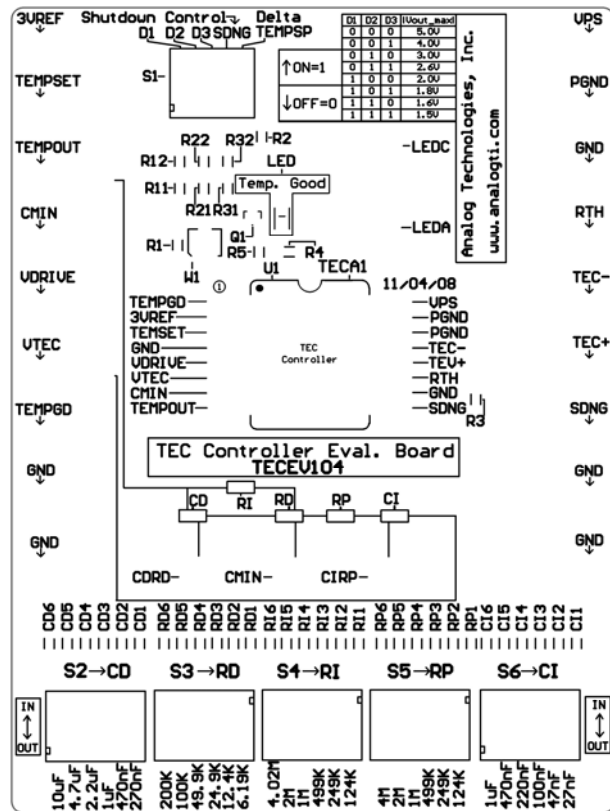 3VREF
Shutdown Control Delta
D1 D2 D3 SDNG TEMPSP
S1
↑ON=1
↓OFF=0
D1 D2 D3 |Vout_max|
0 0 0 5.0V
0 0 1 4.0V
0 1 0 3.0V
0 1 1 2.6V
1 0 0 2.0V
1 0 1 1.8V
1 1 0 1.6V
1 1 1 1.5V
Analog Technologies, Inc.
www.analogti.com
VPS
TEMPSET
PGND
TEMPOUT
GND
CMIN
RTH
VDRIVE
TEC-
VTEC
TEC+
TEMPGD
SDNG
GND
GND
GND
GND
R22 R32 R2
R12
LED
LEDC
Temp. Good
R11
R21 R31
LEDA
Q1
R1 R5 R4
W1 U1 TECA1
① 11/04/08
TEMPGD
3VREF
TEMSET
GND
VDRIVE
VTEC
CMIN
TEMPOUT
TEC
Controller
VPS
PGND
PGND
TEC-
TEV+
RTH
GND
SDNG
R3
TEC Controller Eval. Board
TECEV104
CD RI RD RP CI
CDRD CMIN CIRP
CD6 CD5 CD4 CD3 CD2 CD1
RD6 RD5 RD4 RD3 RD2 RD1
RI6 RI5 RI4 RI3 RI2 RI1
RP6 RP5 RP4 RP3 RP2 RP1
CI6 CI5 CI4 CI3 CI2 CI1
S2→CD S3→RD S4→RI S5→RP S6→CI
IN
OUT
IN
OUT
10uF 4.7uF 2.2uF 1uF 470nF 270nF
200K 100K 49.9K 24.9K 12.4K 6.19K
4.02M 2M 1M 499K 249K 124K
4M 2M 1M 499K 249K 124K
1uF 470nF 220nF 100nF 47nF 27nF